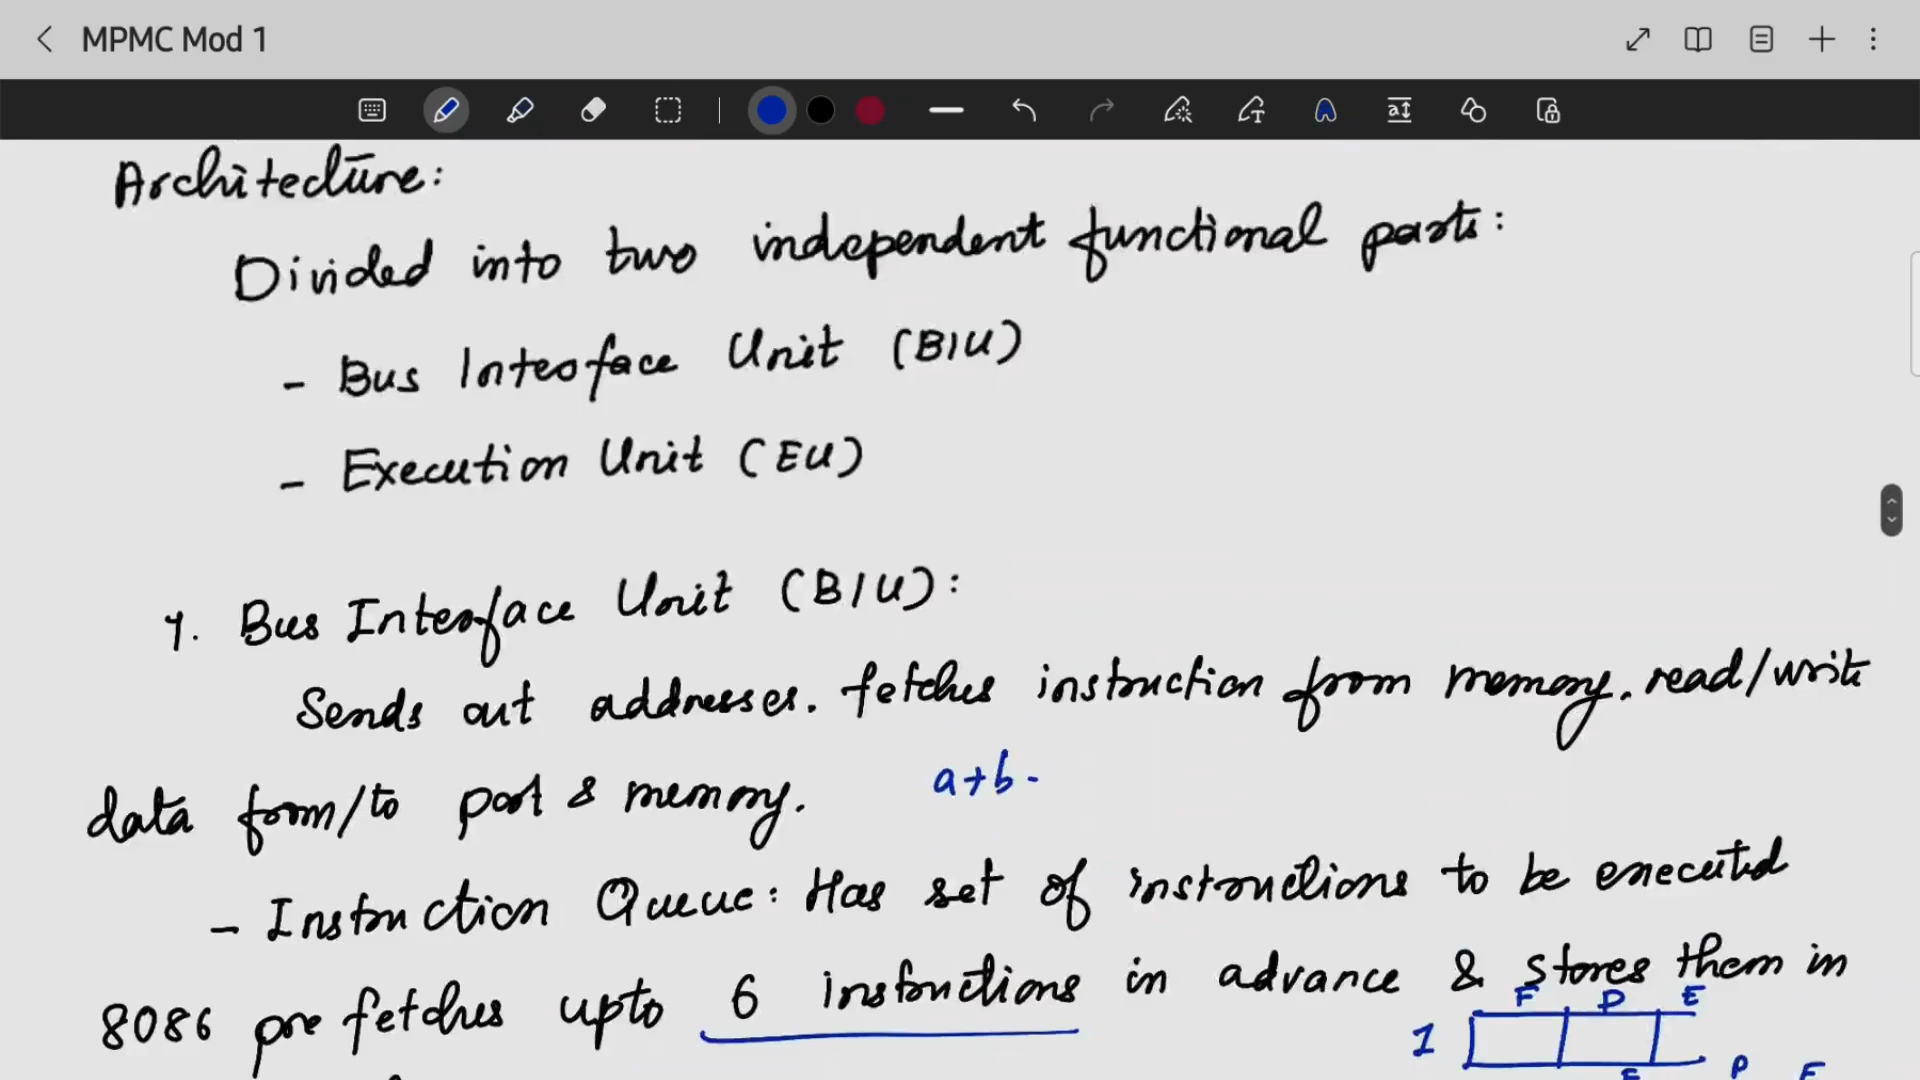 MPMC Mod 1
Architecture:
Divided into two independent functional parts:
- Bus Interface Unit (BIU)
- Execution Unit (EU)
1. Bus Interface Unit (BIU):
Sends out addresses. fetches instruction from memory. read/write
data form/to port & memory.
a+b-
- Instruction Queue: Has set of instructions to be executed
8086 pre fetches upto 6 instructions in advance & stores them in
F D E
1